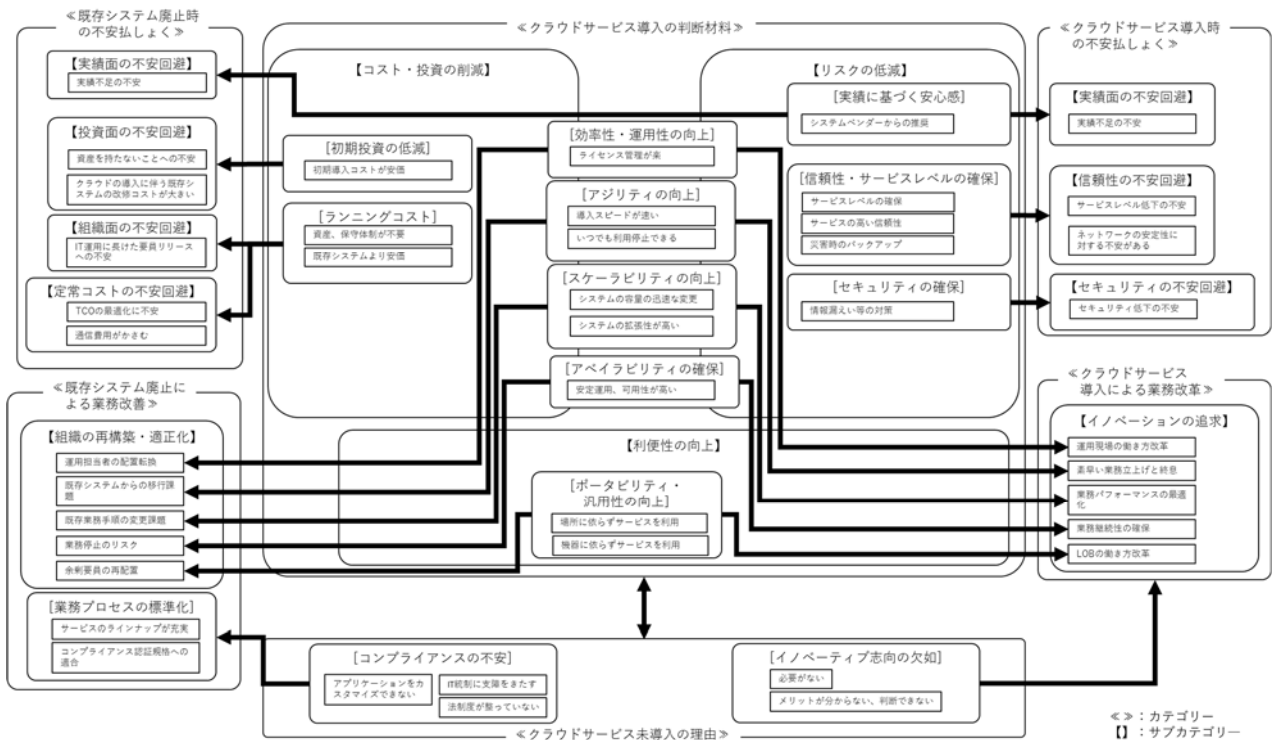 ≪既存システム廃止時
の不安払しょく≫
【実績面の不安回避】
実績不足の不安
【投資面の不安回避】
資産を持たないことへの不安
クラウドの導入に伴う既存シ
ステムの改修コストが大きい
【組織面の不安回避】
IT運用に長けた要員リリース
への不安
【定常コストの不安回避】
TCOの最適化に不安
通信費用がかさむ
≪クラウドサービス導入の判断材料≫
【コスト・投資の削減】
[初期投資の低減]
初期導入コストが安価
[ランニングコスト]
資産、保守体制が不要
既存システムより安価
[効率性・運用性の向上]
ライセンス管理が楽
[アジリティの向上]
導入スピードが速い
いつでも利用停止できる
[スケーラビリティの向上]
システムの容量の迅速な変更
システムの拡張性が高い
[アベイラビリティの確保]
安定運用、可用性が高い
【リスクの低減】
[実績に基づく安心感]
システムベンダーからの推奨
[信頼性・サービスレベルの確保]
サービスレベルの確保
サービスの高い信頼性
災害時のバックアップ
[セキュリティの確保]
情報漏えい等の対策
≪クラウドサービス導入時
の不安払しょく≫
【実績面の不安回避】
実績不足の不安
【信頼性の不安回避】
サービスレベル低下の不安
ネットワークの安定性に
対する不安がある
【セキュリティの不安回避】
セキュリティ低下の不安
≪既存システム廃止に
よる業務改善≫
【組織の再構築・適正化】
運用担当者の配置転換
既存システムからの移行課
題
既存業務手順の変更課題
業務停止のリスク
余剰要員の再配置
[業務プロセスの標準化]
サービスのラインナップが充実
コンプライアンス認証規格への
適合
【利便性の向上】
[ポータビリティ・
汎用性の向上]
場所に依らずサービスを利用
機器に依らずサービスを利用
≪クラウドサービス
導入による業務改革≫
【イノベーションの追求】
運用現場の働き方改革
素早い業務立上げと終息
業務パフォーマンスの最適
化
業務継続性の確保
LOBの働き方改革
[コンプライアンスの不安]
アプリケーションをカ
スタマイズできない
IT統制に支障をきたす
法制度が整っていない
[イノベーティブ志向の欠如]
必要がない
メリットが分からない、判断できない
≪クラウドサービス未導入の理由≫
≪≫：カテゴリー
【】：サブカテゴリー